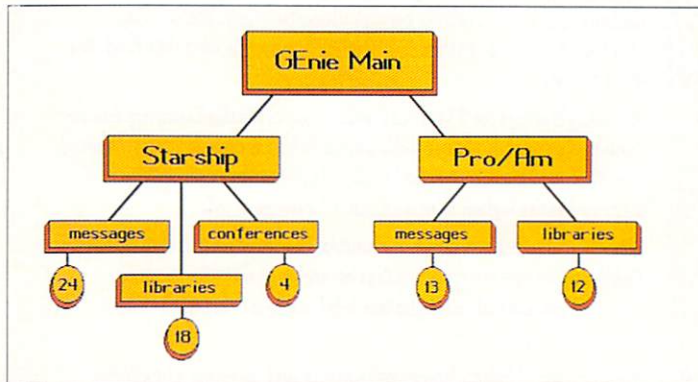 GEnie Main
Starship
Pro/Am
messages
conferences
messages
libraries
24
libraries
4
13
12
18